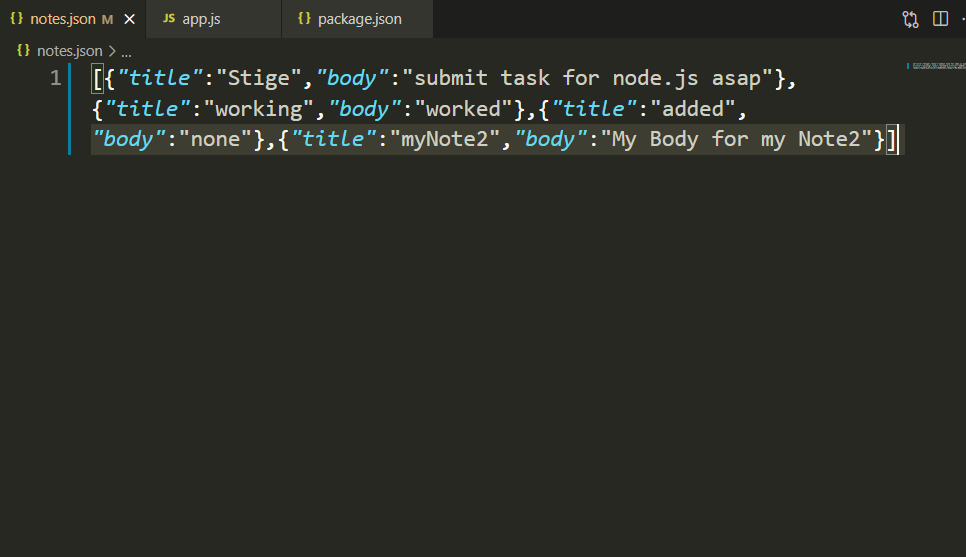 {} notes.json M ×
JS app.js
{} package.json
{} notes.json > ...
1 [{"title":"Stige","body":"submit task for node.js asap"},
{"title":"working","body":"worked"},{"title":"added",
"body":"none"},{"title":"myNote2","body":"My Body for my Note2"}]